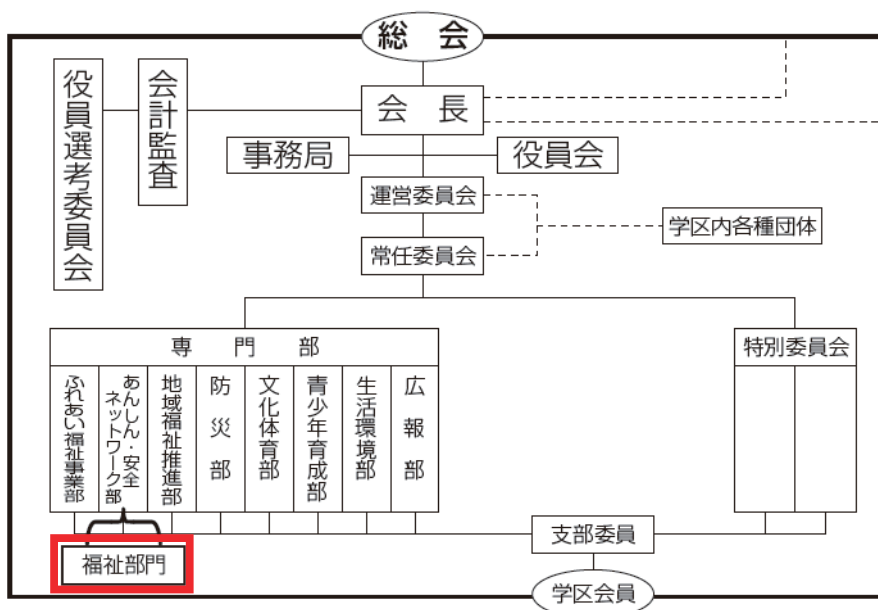 総会
会長
役員選考委員会
会計監査
事務局
役員会
運営委員会
学区内各種団体
常任委員会
専門部
特別委員会
ふれあい福祉事業部
あんしん・安全
ネットワーク部
地域福祉推進部
防災部
文化体育部
青少年育成部
生活環境部
広報部
支部委員
福祉部門
学区会員